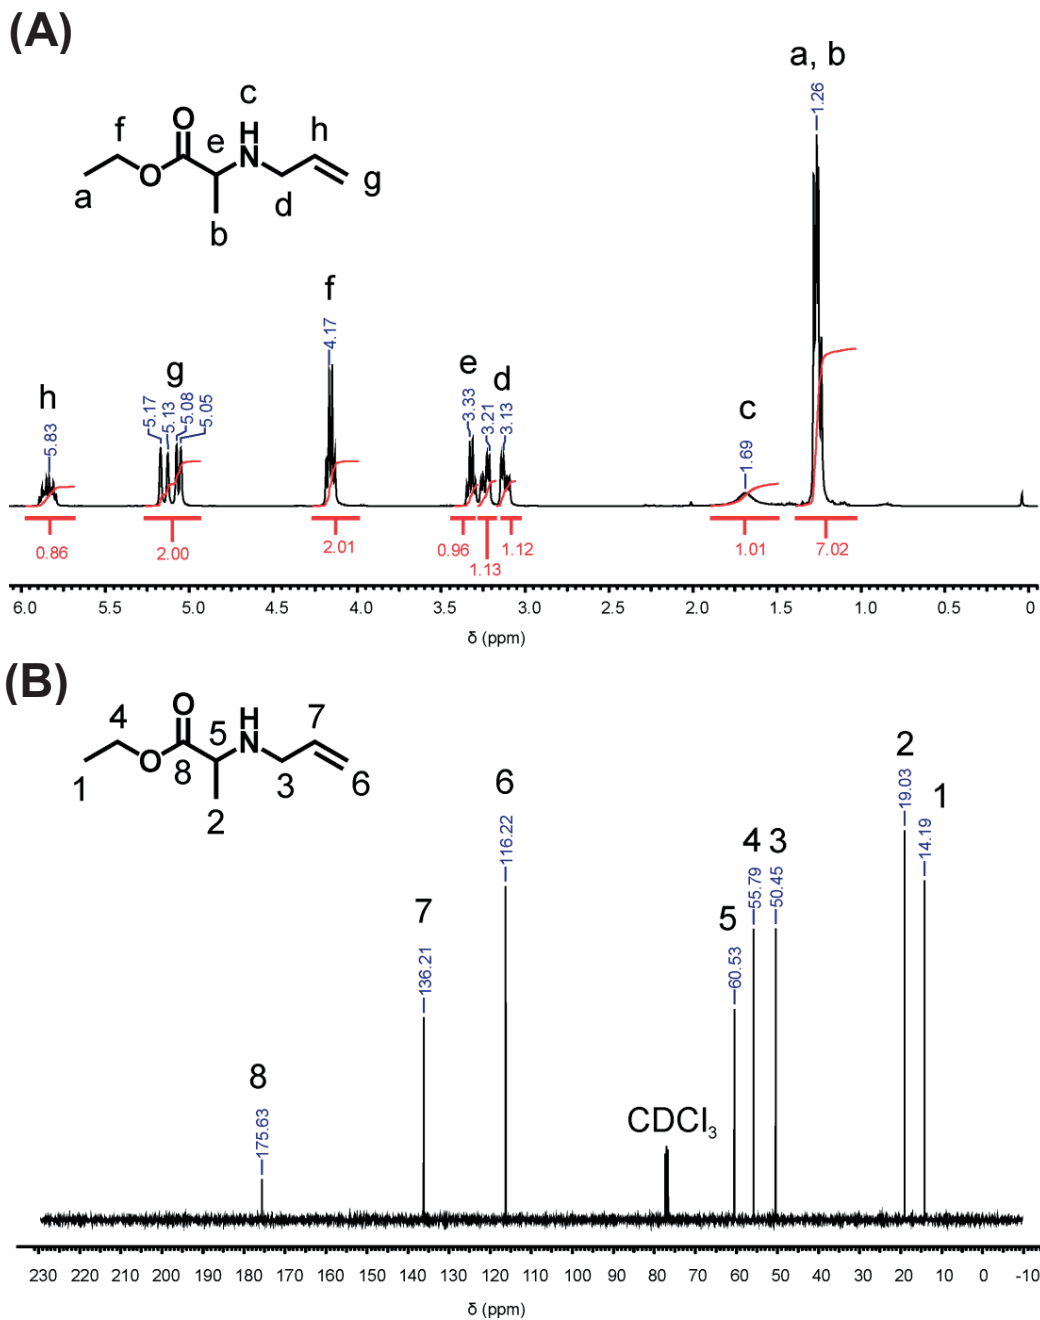 (A)
a, b
1.26
c
f
O
e
H
N
h
O
a
b
d
g
f
4.17
h
5.83
g
5.17
5.13
5.08
5.05
e
3.33
3.21
d
3.13
c
1.69
0.86
2.00
2.01
0.96
1.13
1.12
1.01
7.02
6.0 5.5 5.0 4.5 4.0 3.5 3.0 2.5 2.0 1.5 1.0 0.5 0
δ (ppm)
(B)
4
O
5
H
N
7
O
1
8
2
3
6
8
175.63
7
136.21
6
116.22
CDCl3
5
60.53
4
55.79
3
50.45
2
19.03
1
14.19
230 220 210 200 190 180 170 160 150 140 130 120 110 100 90 80 70 60 50 40 30 20 10 0 -10
δ (ppm)